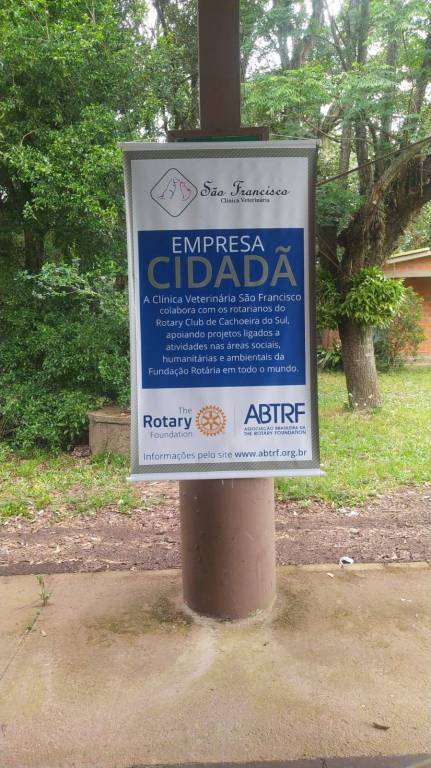 São Francisco
Clínica Veterinária
EMPRESA
CIDADÃ
A Clínica Veterinária São Francisco
colabora com os rotarianos do
Rotary Club de Cachoeira do Sul,
apoiando projetos ligados a
atividades nas áreas sociais,
humanitárias e ambientais da
Fundação Rotária em todo o mundo.
The
Rotary
Foundation
ABTRF
ASSOCIAÇÃO BRASILEIRA DA
THE ROTARY FOUNDATION
Informações pelo site www.abtrf.org.br